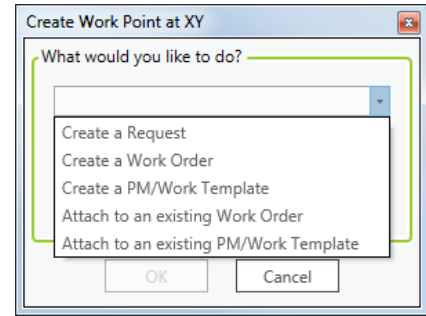 Create Work Point at XY
What would you like to do?
Create a Request
Create a Work Order
Create a PM/Work Template
Attach to an existing Work Order
Attach to an existing PM/Work Template
OK
Cancel